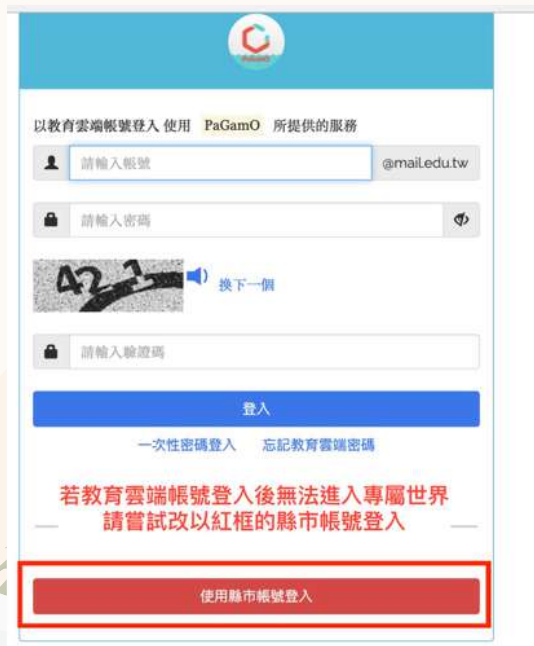 PaGamO
以教育雲端帳號登入 使用 PaGamO 所提供的服務
請輸入帳號 @mail.edu.tw
請輸入密碼
換下一個
請輸入驗證碼
登入
一次性密碼登入 忘記教育雲端密碼
若教育雲端帳號登入後無法進入專屬世界
請嘗試改以紅框的縣市帳號登入
使用縣市帳號登入